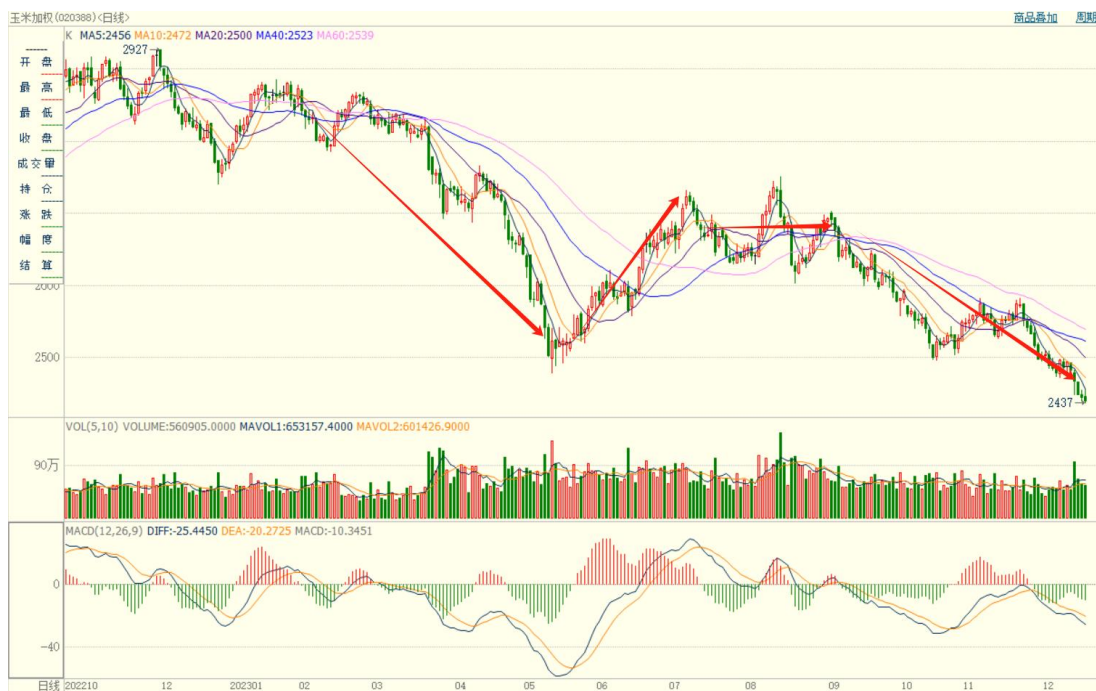 玉米加权(020388)<日线>
商品叠加 周期
K MA5:2456 MA10:2472 MA20:2500 MA40:2523 MA60:2539
2927
开 盘
最 高
最 低
收 盘
成交量
持 仓
涨 跌
幅 度
结 算
2600
2500
2437
VOL(5,10) VOLUME:560905.0000 MAVOL1:653157.4000 MAVOL2:601426.9000
90万
MACD(12,26,9) DIFF:-25.4450 DEA:-20.2725 MACD:-10.3451
0
-40
日线 202210 12 202301 02 03 04 05 06 07 08 09 10 11 12